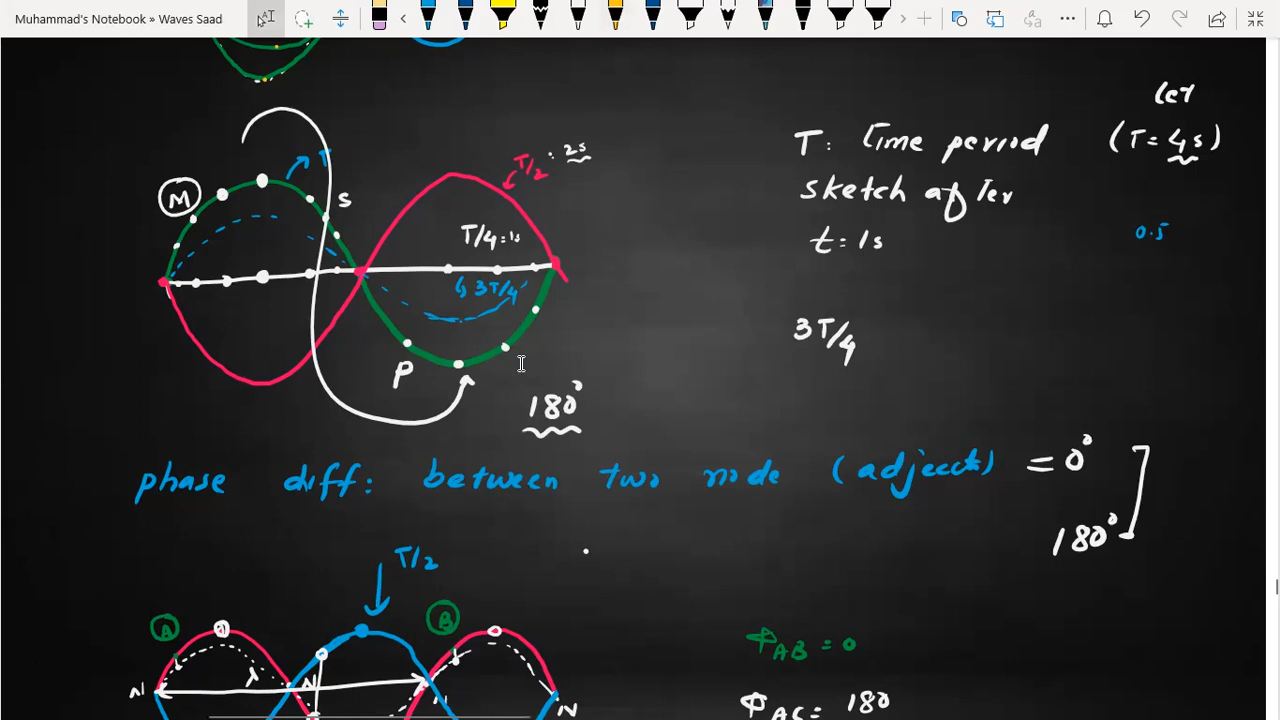 Muhammad's Notebook » Waves Saad
let
T: Time period (T = 4s)
sketch after
t = 1s
0.5
3T/4
M
T
S
T/2 : 2s
T/4 = 1s
↳ 3T/4
P
180°
phase diff: between two node (adject) = 0°
180°
T/2
A
B
N
λ
N
N
N
ΦAB = 0
ΦAC = 180